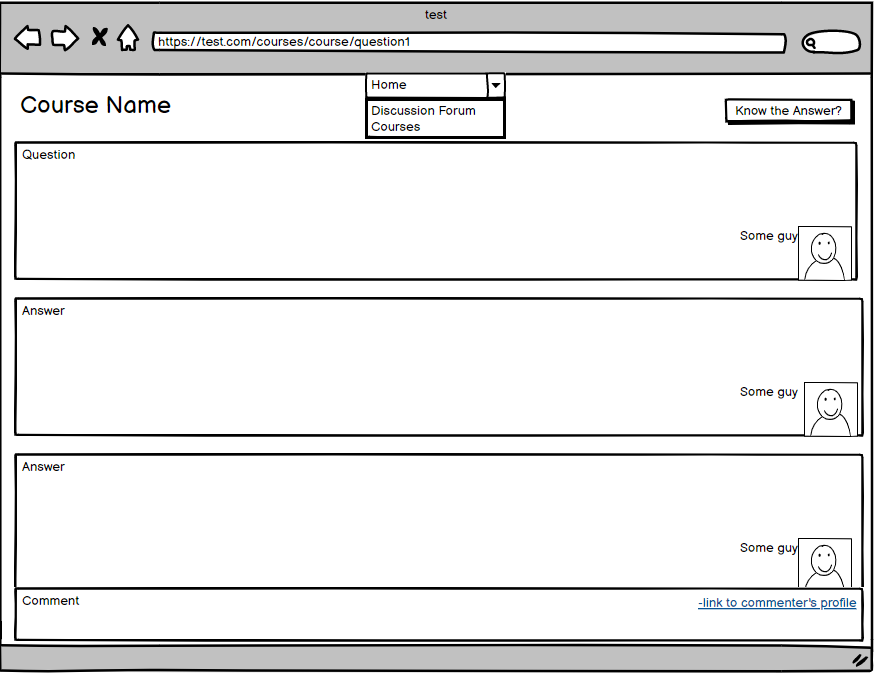 test
https://test.com/courses/course/question1
Home
Course Name
Discussion Forum
Courses
Know the Answer?
Question
Some guy
Answer
Some guy
Answer
Some guy
Comment
-link to commenter's profile